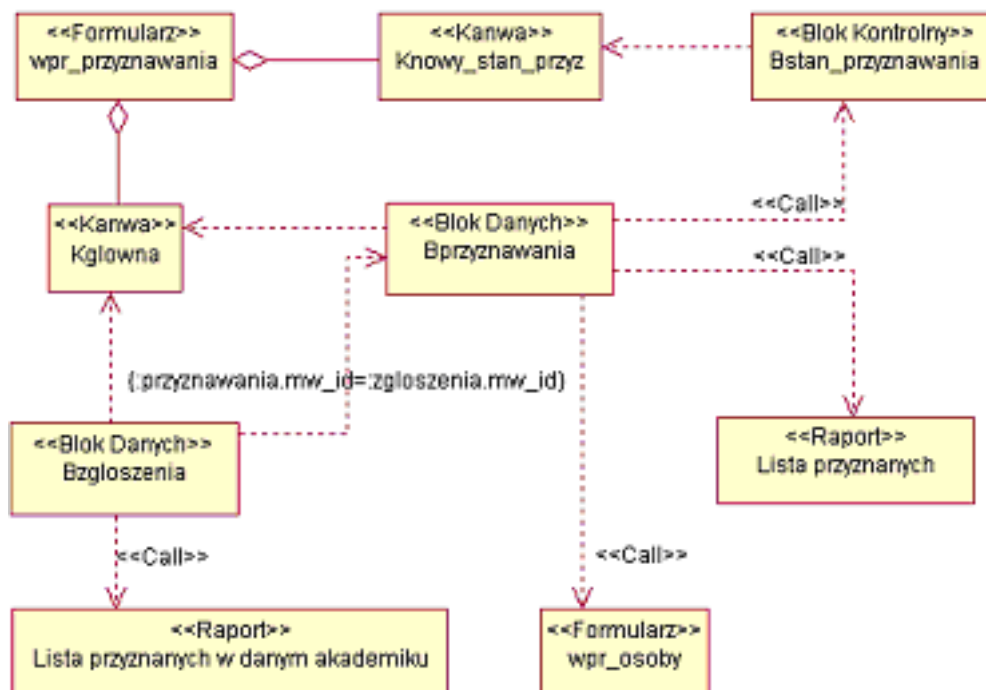 <<Formularz>>
wpr_przyznawania
<<Kanwa>>
Knowy_stan_przyz
<<Blok Kontrolny>>
Bstan_przyznawania
<<Kanwa>>
Kglowna
<<Blok Danych>>
Bprzyznawania
<<Call>>
<<Call>>
{:przyznawania.mw_id=:zgloszenia.mw_id}
<<Blok Danych>>
Bzgloszenia
<<Raport>>
Lista przyznanych
<<Call>>
<<Call>>
<<Raport>>
Lista przyznanych w danym akademiku
<<Formularz>>
wpr_osoby